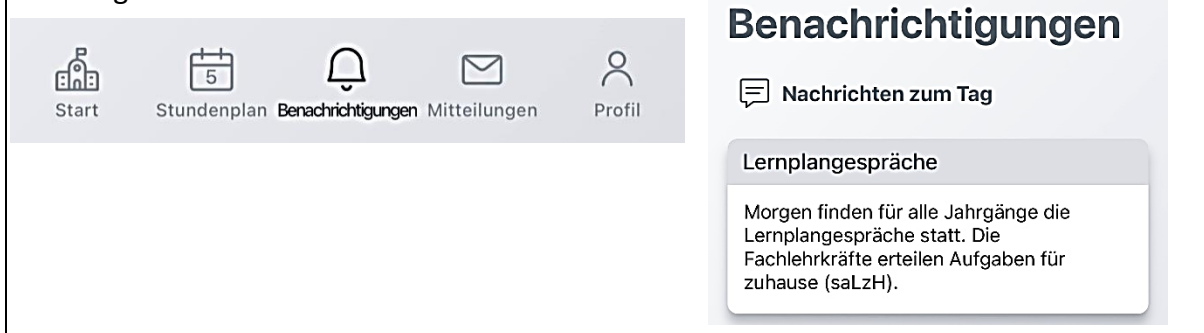 5
Start
Stundenplan
Benachrichtigungen
Mitteilungen
Profil
Benachrichtigungen
Nachrichten zum Tag
Lernplangespräche
Morgen finden für alle Jahrgänge die
Lernplangespräche statt. Die
Fachlehrkräfte erteilen Aufgaben für
zuhause (saLzH).